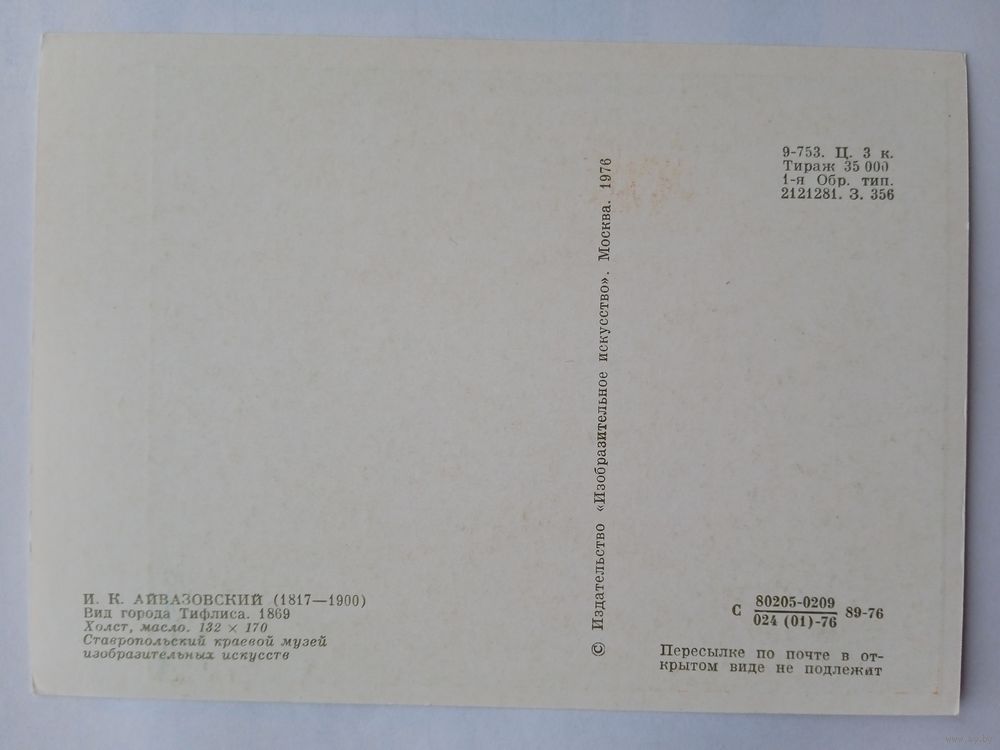 9-753. Ц. 3 к.
Тираж 35 000
1-я Обр. тип.
2121281. З. 356
© Издательство «Изобразительное искусство». Москва. 1976
И. К. АЙВАЗОВСКИЙ (1817—1900)
Вид города Тифлиса. 1869
Холст, масло. 132 × 170
Ставропольский краевой музей
изобразительных искусств
С 80205-0209 89-76
024 (01)-76
Пересылке по почте в от-
крытом виде не подлежит